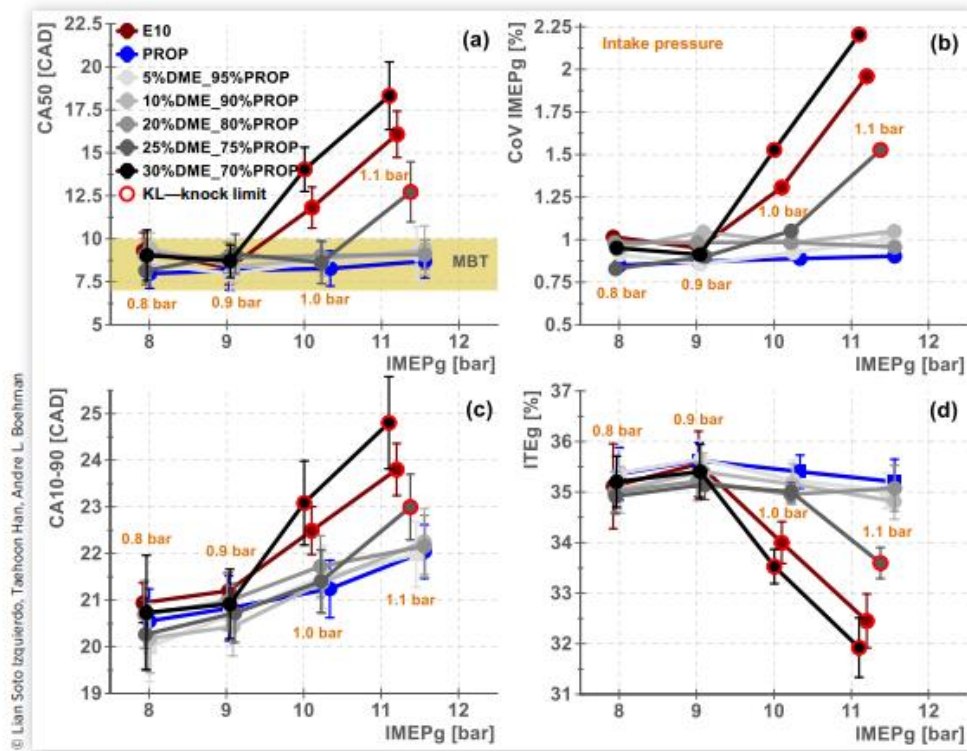 22.5
20
17.5
15
12.5
10
7.5
5
CA50 [CAD]
(a)
E10
PROP
5%DME_95%PROP
10%DME_90%PROP
20%DME_80%PROP
25%DME_75%PROP
30%DME_70%PROP
KL—knock limit
1.1 bar
MBT
0.8 bar
0.9 bar
1.0 bar
8 9 10 11 12
IMEPg [bar]
2.25
2
1.75
1.5
1.25
1
0.75
0.5
CoV IMEPg [%]
(b)
Intake pressure
1.1 bar
1.0 bar
0.8 bar
0.9 bar
8 9 10 11 12
IMEPg [bar]
25
24
23
22
21
20
19
CA10-90 [CAD]
(c)
0.8 bar
0.9 bar
1.0 bar
1.1 bar
8 9 10 11 12
IMEPg [bar]
37
36
35
34
33
32
31
ITEg [%]
(d)
0.8 bar
0.9 bar
1.0 bar
1.1 bar
8 9 10 11 12
IMEPg [bar]
© Lian Soto Izquierdo, Taehoon Han, Andre L. Boehman